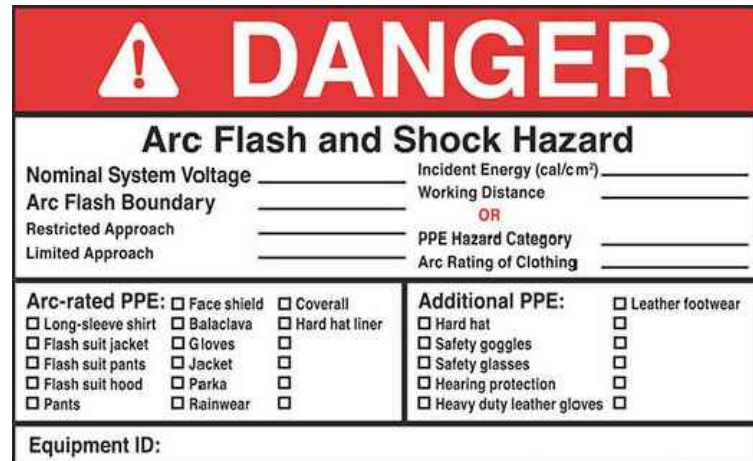 DANGER
Arc Flash and Shock Hazard
Nominal System Voltage
Arc Flash Boundary
Restricted Approach
Limited Approach
Incident Energy (cal/cm²)
Working Distance
OR
PPE Hazard Category
Arc Rating of Clothing
Arc-rated PPE:
Long-sleeve shirt
Flash suit jacket
Flash suit pants
Flash suit hood
Pants
Face shield
Balaclava
Gloves
Jacket
Parka
Rainwear
Coverall
Hard hat liner
Additional PPE:
Hard hat
Safety goggles
Safety glasses
Hearing protection
Heavy duty leather gloves
Leather footwear
Equipment ID: